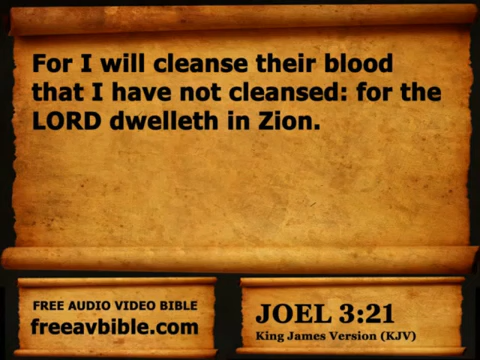 For I will cleanse their blood
that I have not cleansed: for the
LORD dwelleth in Zion.
FREE AUDIO VIDEO BIBLE
freeavbible.com
JOEL 3:21
King James Version (KJV)